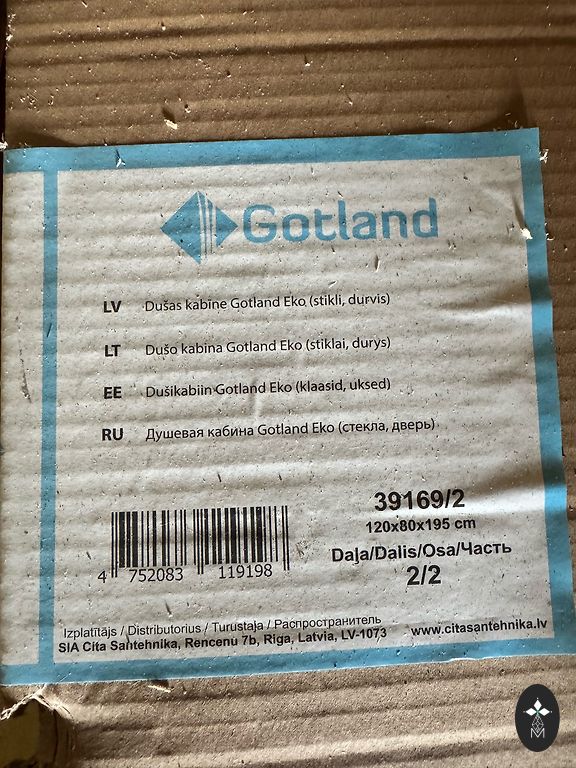 Gotland
LV Dušas kabine Gotland Eko (stikli, durvis)
LT Dušo kabina Gotland Eko (stiklai, durys)
EE Dušikabiin Gotland Eko (klaasid, uksed)
RU Душевая кабина Gotland Eko (стекла, дверь)
39169/2
120x80x195 cm
Daļa/Dalis/Osa/Часть
2/2
4 752083 119198
Izplatītājs / Distributorius / Turustaja / Распространитель
SIA Cita Santehnika, Rencenu 7b, Riga, Latvia, LV-1073
www.citasantehnika.lv
M